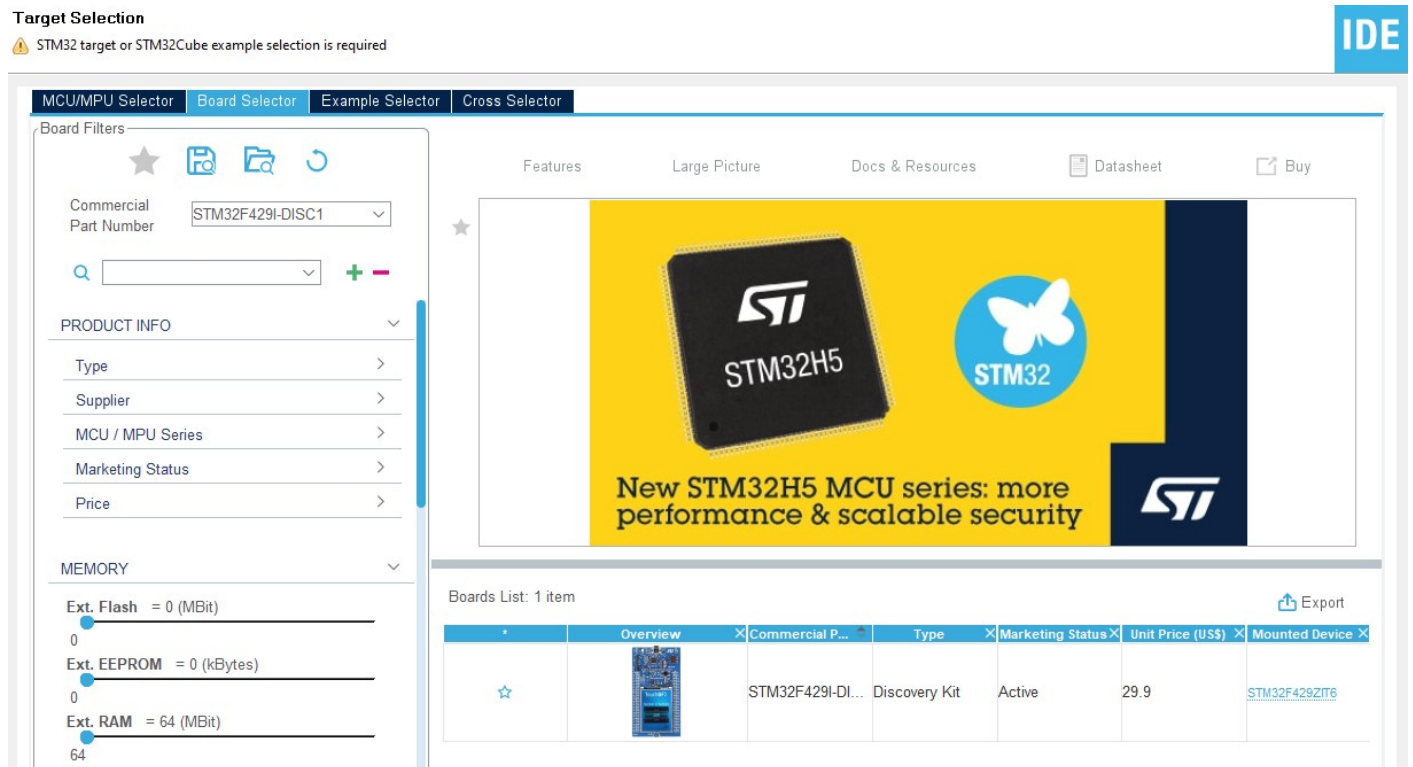 Target Selection
STM32 target or STM32Cube example selection is required
IDE
MCU/MPU Selector Board Selector Example Selector Cross Selector
Board Filters
Commercial
Part Number
STM32F429I-DISC1
PRODUCT INFO
Type
Supplier
MCU / MPU Series
Marketing Status
Price
MEMORY
Ext. Flash = 0 (MBit)
0
Ext. EEPROM = 0 (kBytes)
0
Ext. RAM = 64 (MBit)
64
Features Large Picture Docs & Resources Datasheet Buy
ST
STM32H5
STM32
New STM32H5 MCU series: more
performance & scalable security
ST
Boards List: 1 item
Export
* Overview Commercial P... Type Marketing Status Unit Price (US$) Mounted Device
STM32F429I-DI... Discovery Kit Active 29.9 STM32F429ZIT6